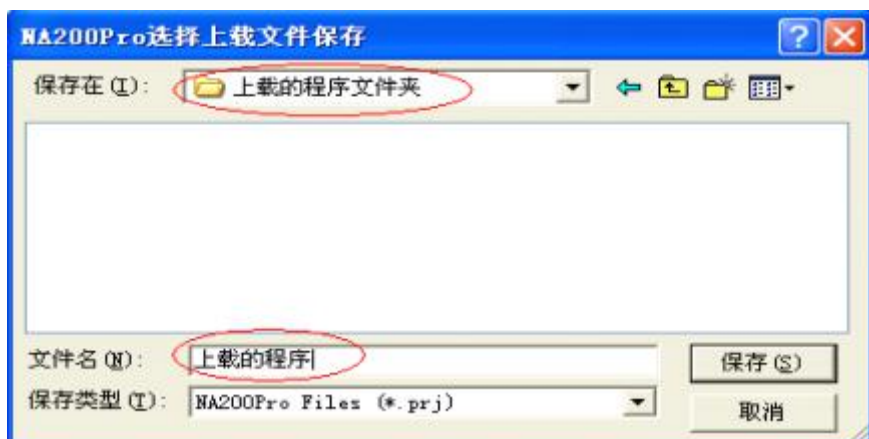 NA200Pro选择上载文件保存
保存在(I): 上载的程序文件夹
文件名(N): 上载的程序 保存(S)
保存类型(T): NA200Pro Files (*.prj) 取消